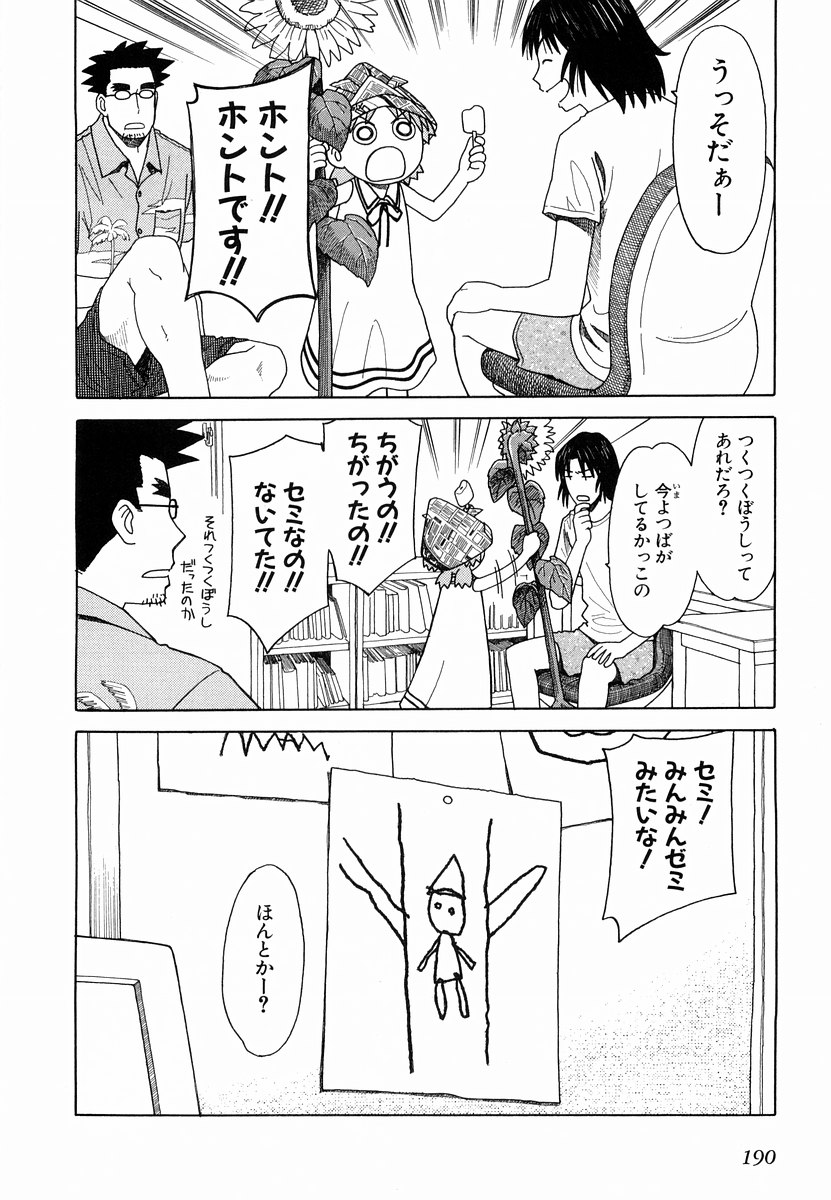 うっそだぁー
ホント!!
ホントです!!
つくつくぼうしって
あれだろ?
今よつばが
いま
してるかっこの
ちがうの!!
ちがったの!!
セミなの!!
ないてた!!
それつくつくぼうし
だったのか
セミ!
みんみんゼミ
みたいな!
ほんとかー?
190